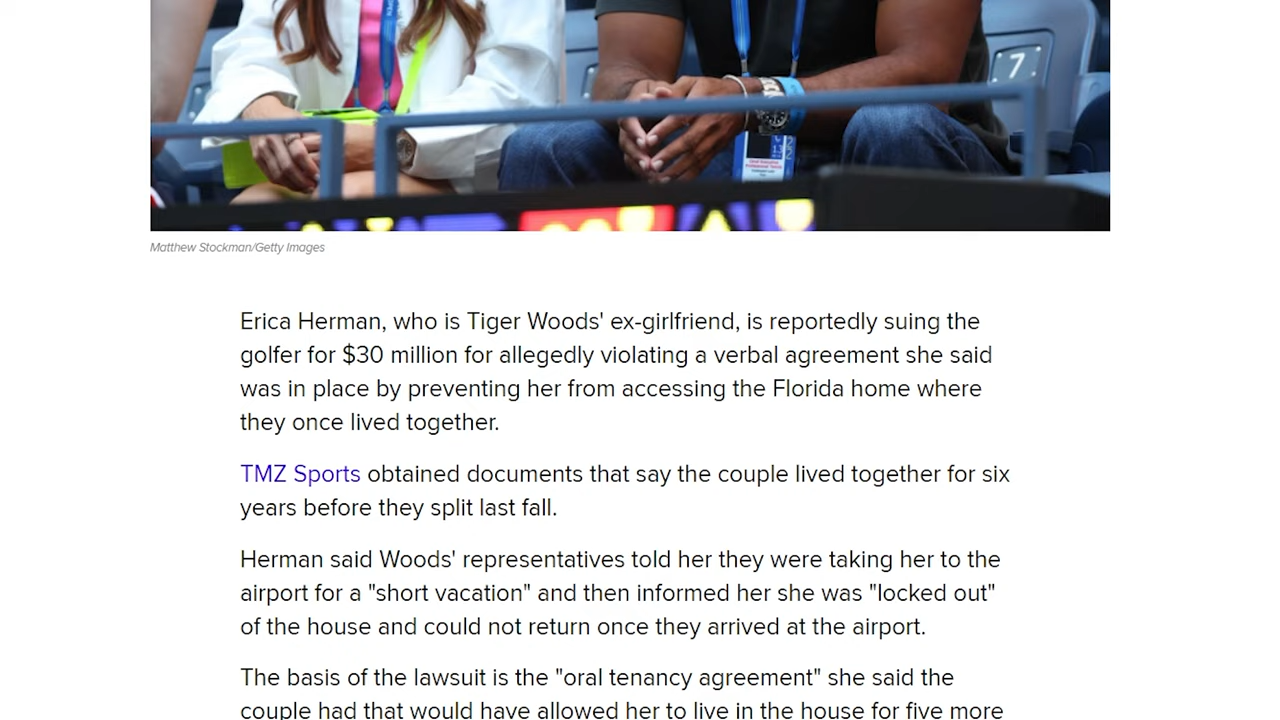 7
Matthew Stockman/Getty Images
Erica Herman, who is Tiger Woods' ex-girlfriend, is reportedly suing the
golfer for $30 million for allegedly violating a verbal agreement she said
was in place by preventing her from accessing the Florida home where
they once lived together.
TMZ Sports obtained documents that say the couple lived together for six
years before they split last fall.
Herman said Woods' representatives told her they were taking her to the
airport for a "short vacation" and then informed her she was "locked out"
of the house and could not return once they arrived at the airport.
The basis of the lawsuit is the "oral tenancy agreement" she said the
couple had that would have allowed her to live in the house for five more